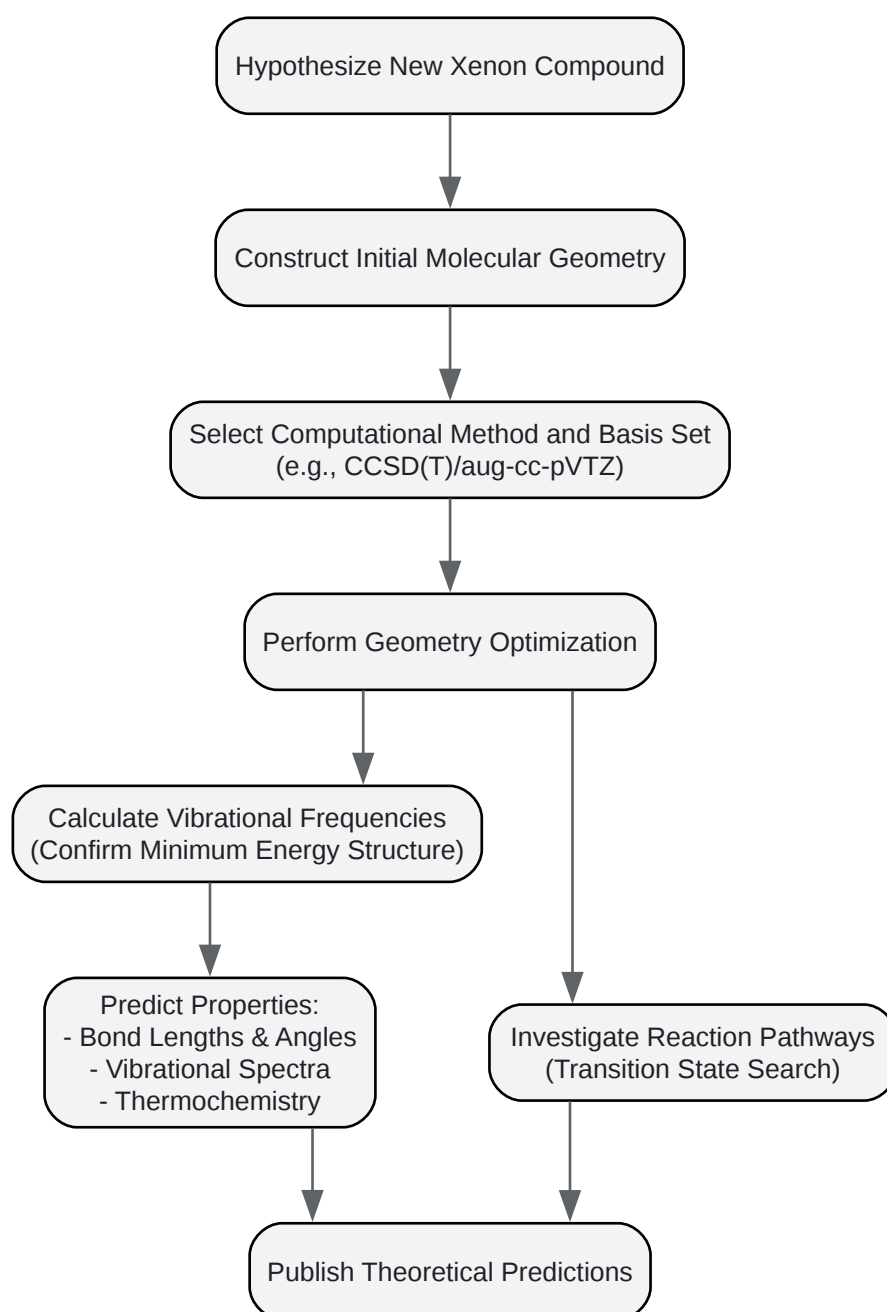 Hypothesize New Xenon Compound
Construct Initial Molecular Geometry
Select Computational Method and Basis Set
(e.g., CCSD(T)/aug-cc-pVTZ)
Perform Geometry Optimization
Calculate Vibrational Frequencies
(Confirm Minimum Energy Structure)
Predict Properties:
- Bond Lengths & Angles
- Vibrational Spectra
- Thermochemistry
Investigate Reaction Pathways
(Transition State Search)
Publish Theoretical Predictions